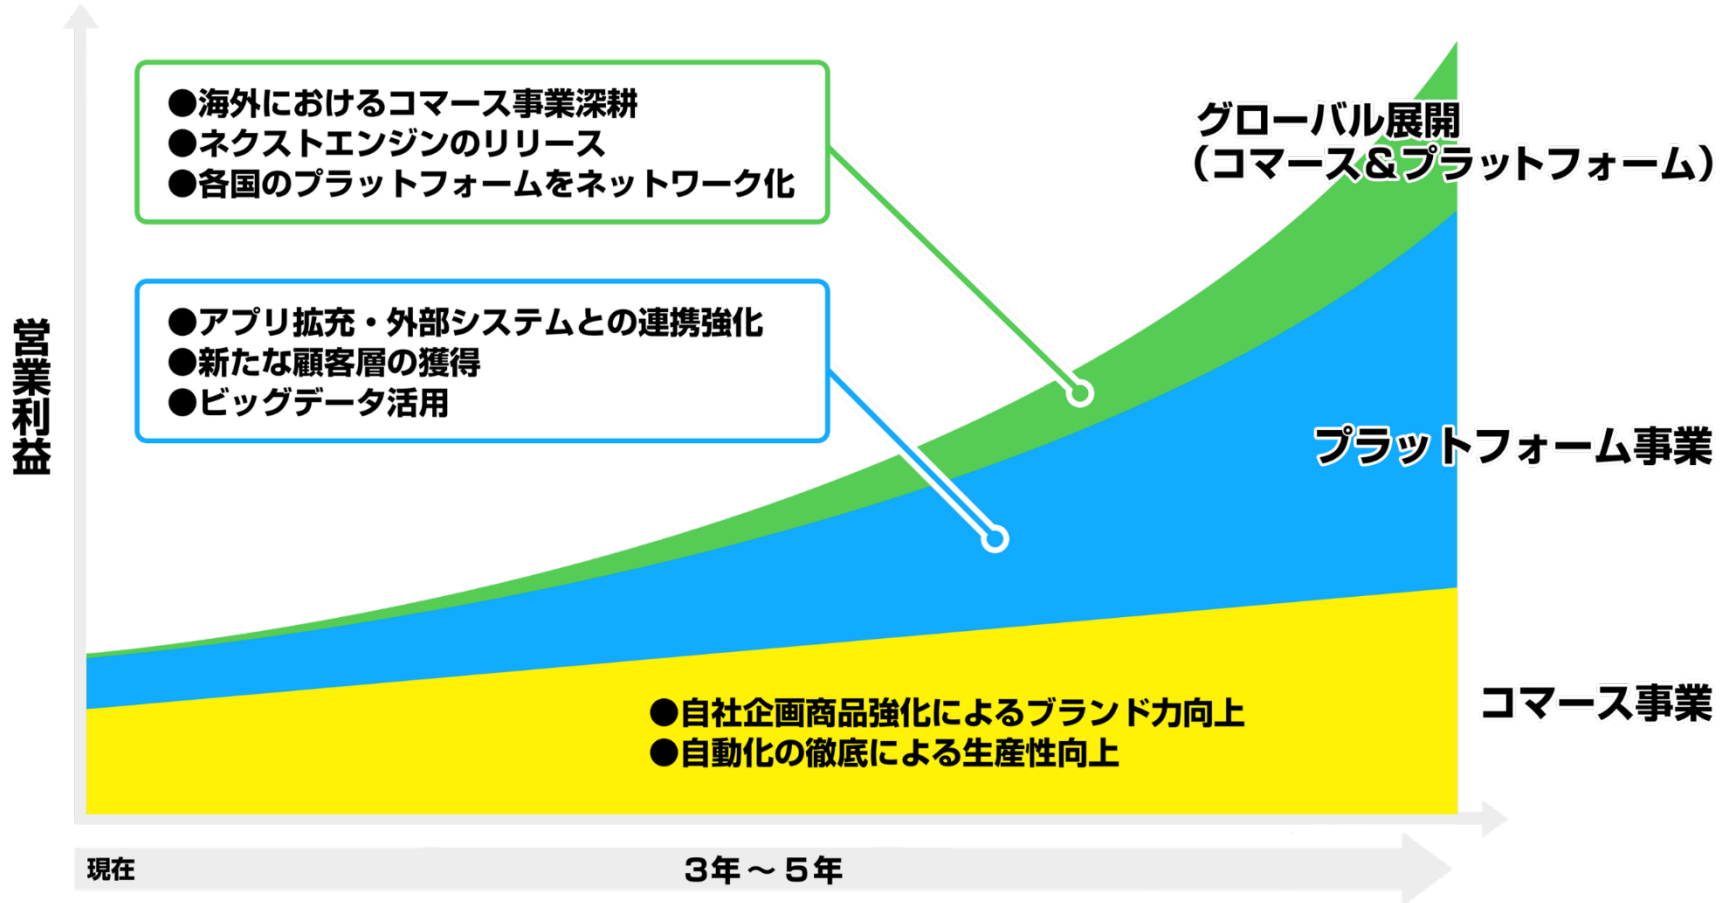 ●海外におけるコマース事業深耕
●ネクストエンジンのリリース
●各国のプラットフォームをネットワーク化
グローバル展開
（コマース＆プラットフォーム）
●アプリ拡充・外部システムとの連携強化
●新たな顧客層の獲得
●ビッグデータ活用
営業利益
プラットフォーム事業
コマース事業
●自社企画商品強化によるブランド力向上
●自動化の徹底による生産性向上
現在
3年～5年